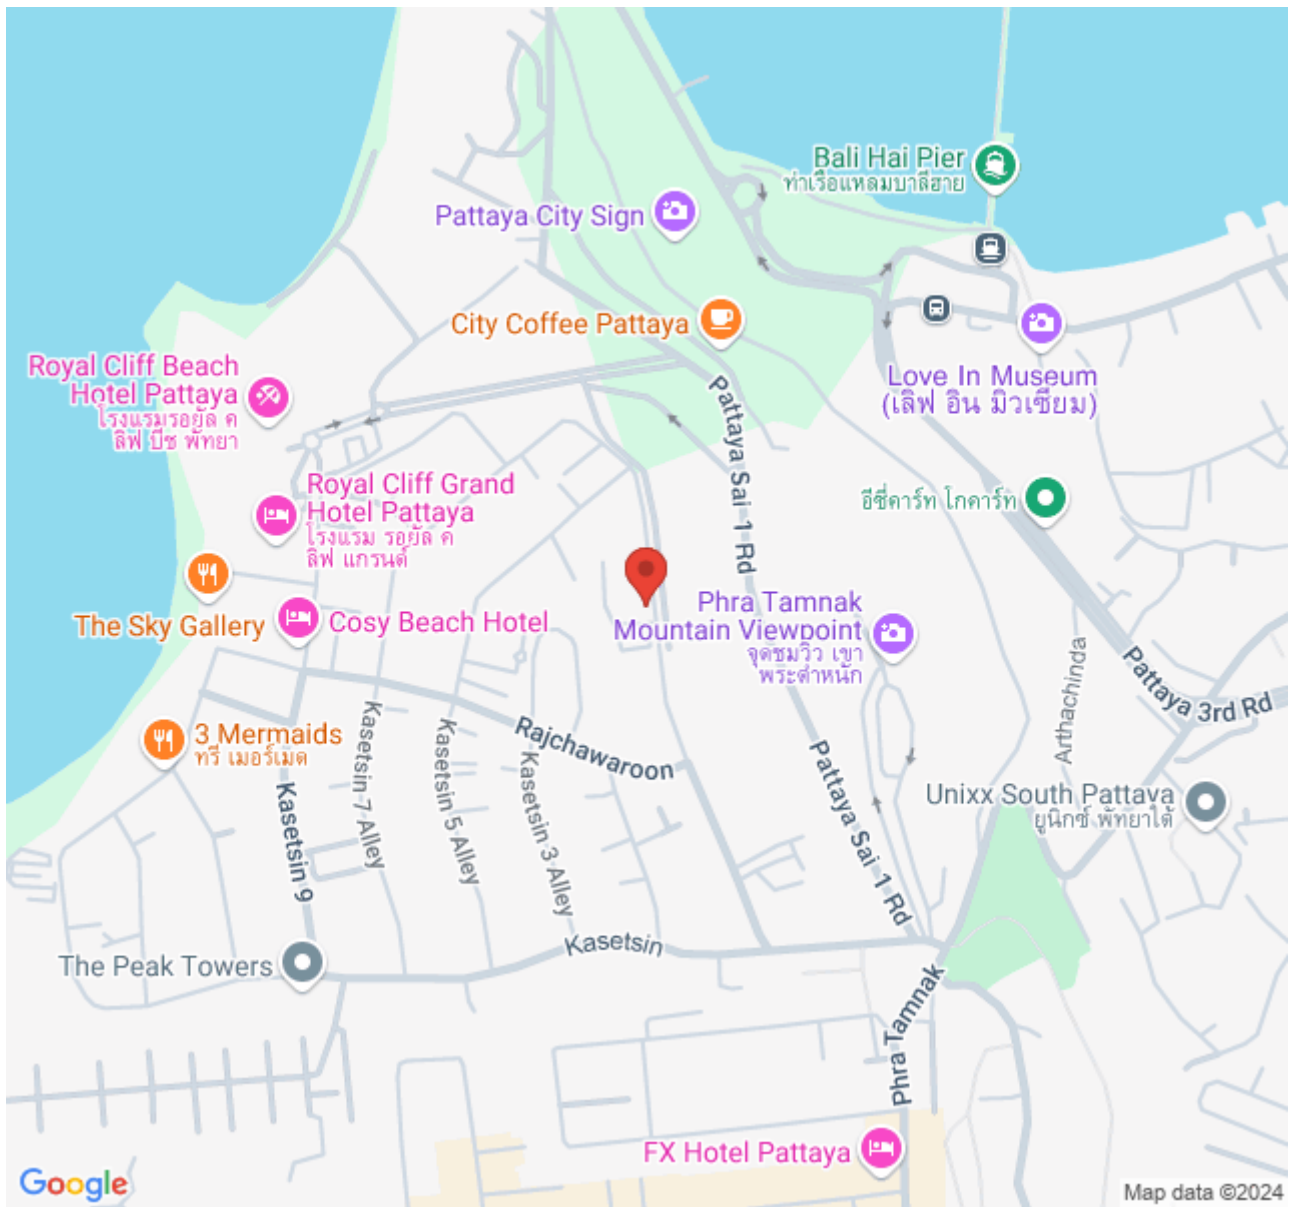 Bali Hai Pier
ท่าเรือแหลมบาลีฮาย
Pattaya City Sign
City Coffee Pattaya
Royal Cliff Beach
Hotel Pattaya
โรงแรมรอยัล ค
ลิฟ บีช พัทยา
Love In Museum
(เลิฟ อิน มิวเซียม)
Pattaya Sai 1 Rd
Royal Cliff Grand
Hotel Pattaya
โรงแรม รอยัล ค
ลิฟ แกรนด์
อีซี่คาร์ท โกคาร์ท
The Sky Gallery
Cosy Beach Hotel
Phra Tamnak
Mountain Viewpoint
จุดชมวิว เขา
พระตำหนัก
Arthachinda
Pattaya 3rd Rd
3 Mermaids
ทรี เมอร์เมด
Rajchawaroon
Kasetsin 9
Kasetsin 7 Alley
Kasetsin 5 Alley
Kasetsin 3 Alley
Pattaya Sai 1 Rd
Unixx South Pattaya
ยูนิกซ์ พัทยาใต้
Kasetsin
The Peak Towers
Phra Tamnak
FX Hotel Pattaya
Google
Map data ©2024